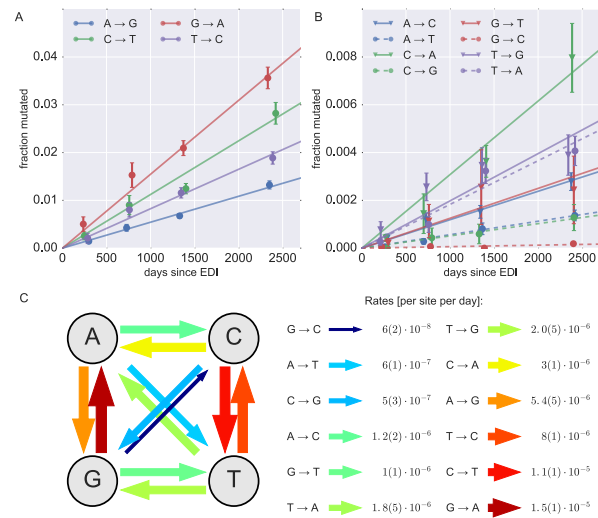 A
A→G
C→T
G→A
T→C
0.04
0.03
0.02
0.01
0.00
fraction mutated
0 500 1000 1500 2000 2500
days since EDI
B
A→C
A→T
C→A
C→G
G→T
G→C
T→G
T→A
0.008
0.006
0.004
0.002
0.000
fraction mutated
0 500 1000 1500 2000 2500
days since EDI
C
A
C
G
T
Rates [per site per day]:
G→C 6(2)·10⁻⁸ T→G 2.0(5)·10⁻⁶
A→T 6(1)·10⁻⁷ C→A 3(1)·10⁻⁶
C→G 5(3)·10⁻⁷ A→G 5.4(6)·10⁻⁶
A→C 1.2(2)·10⁻⁶ T→C 8(1)·10⁻⁶
G→T 1(1)·10⁻⁶ C→T 1.1(1)·10⁻⁵
T→A 1.8(5)·10⁻⁶ G→A 1.5(1)·10⁻⁵